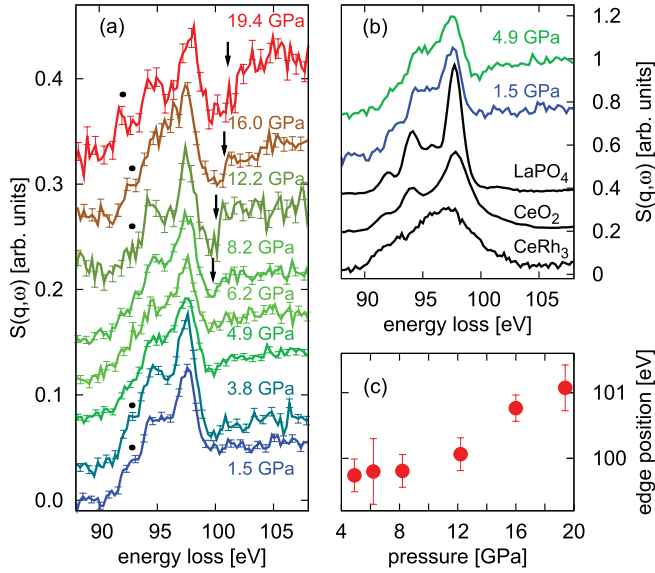 (a)
19.4 GPa
16.0 GPa
12.2 GPa
8.2 GPa
6.2 GPa
4.9 GPa
3.8 GPa
1.5 GPa
0.4
0.3
0.2
0.1
0.0
S(q,ω) [arb. units]
90 95 100 105
energy loss [eV]
(b)
4.9 GPa
1.5 GPa
LaPO4
CeO2
CeRh3
1.2
1
0.8
0.6
0.4
0.2
0
S(q,ω) [arb. units]
90 95 100 105
energy loss [eV]
(c)
101
100
edge position [eV]
4 8 12 16 20
pressure [GPa]